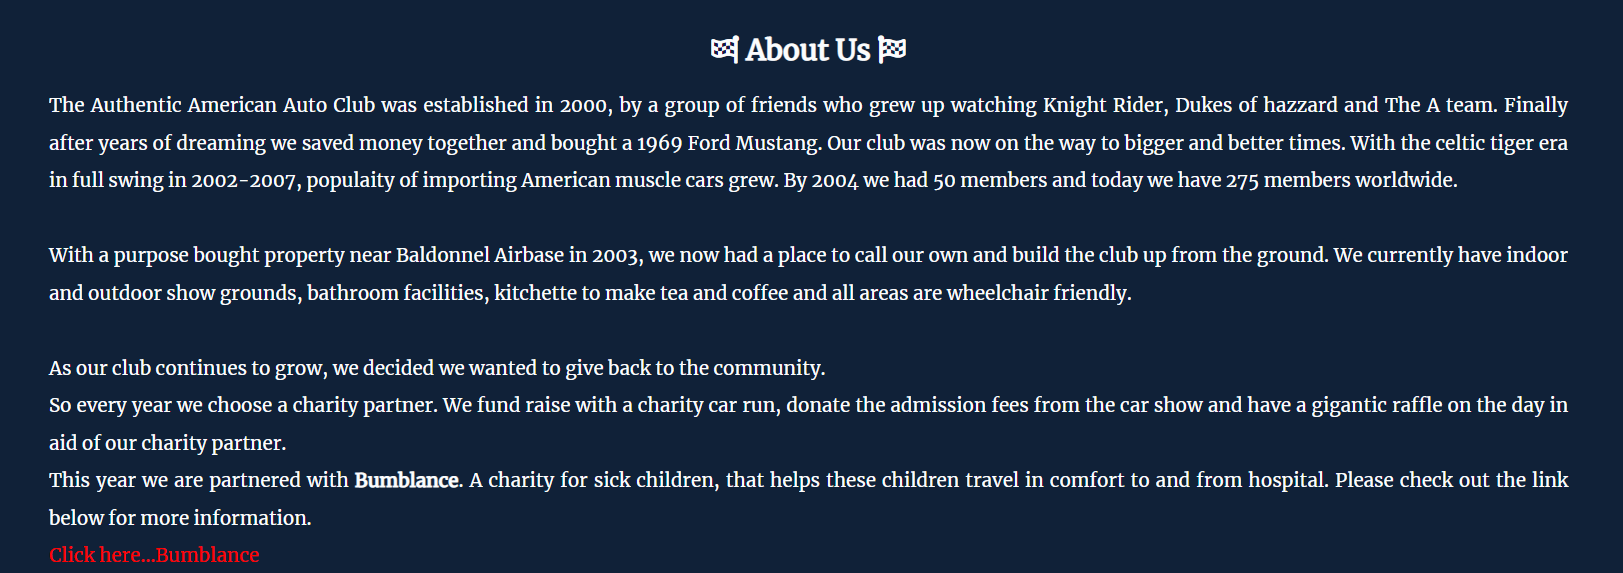 About Us
The Authentic American Auto Club was established in 2000, by a group of friends who grew up watching Knight Rider, Dukes of hazzard and The A team. Finally
after years of dreaming we saved money together and bought a 1969 Ford Mustang. Our club was now on the way to bigger and better times. With the celtic tiger era
in full swing in 2002-2007, populaity of importing American muscle cars grew. By 2004 we had 50 members and today we have 275 members worldwide.
With a purpose bought property near Baldonnel Airbase in 2003, we now had a place to call our own and build the club up from the ground. We currently have indoor
and outdoor show grounds, bathroom facilities, kitchette to make tea and coffee and all areas are wheelchair friendly.
As our club continues to grow, we decided we wanted to give back to the community.
So every year we choose a charity partner. We fund raise with a charity car run, donate the admission fees from the car show and have a gigantic raffle on the day in
aid of our charity partner.
This year we are partnered with Bumblance. A charity for sick children, that helps these children travel in comfort to and from hospital. Please check out the link
below for more information.
Click here...Bumblance